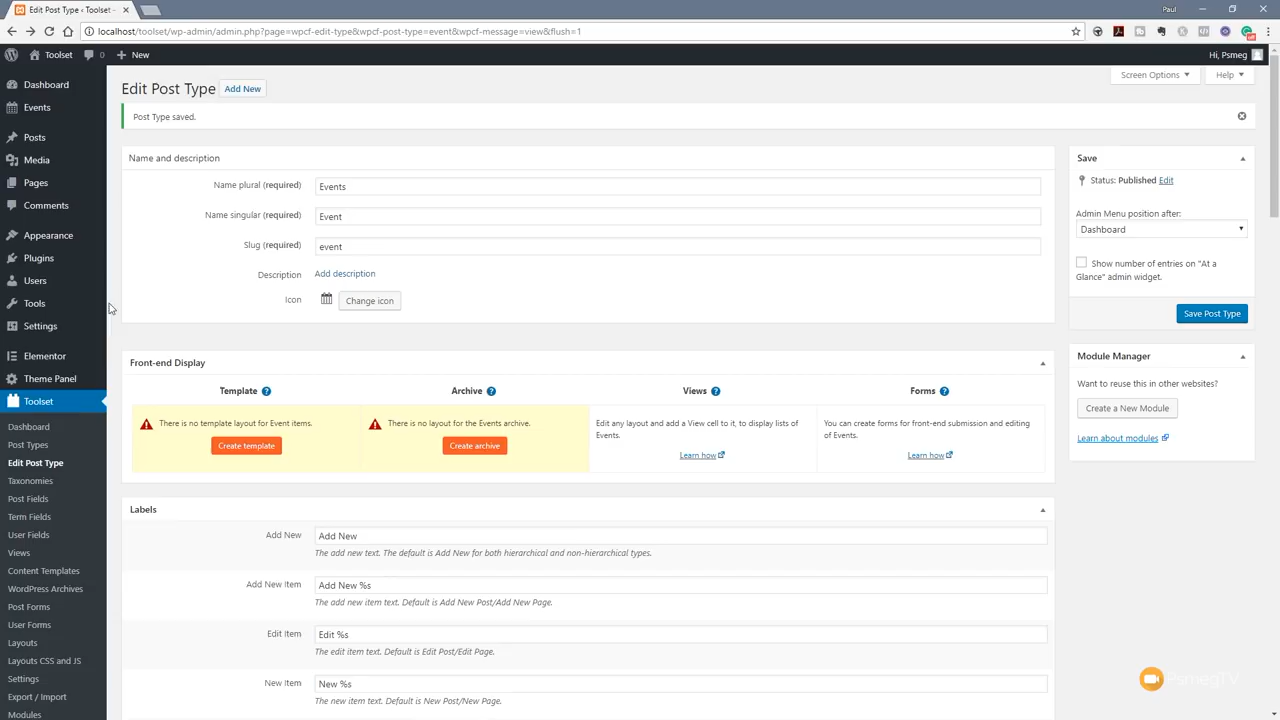 Edit Post Type ‹ Toolset -
Paul
localhost/toolset/wp-admin/admin.php?page=wpcf-edit-type&wpcf-post-type=event&wpcf-message=view&flush=1
Toolset
0
New
Hi, Psmeg
Screen Options
Help
Edit Post Type
Add New
Post Type saved.
Dashboard
Events
Posts
Media
Pages
Comments
Appearance
Plugins
Users
Tools
Settings
Elementor
Theme Panel
Toolset
Dashboard
Post Types
Edit Post Type
Taxonomies
Post Fields
Term Fields
User Fields
Views
Content Templates
WordPress Archives
Post Forms
User Forms
Layouts
Layouts CSS and JS
Settings
Export / Import
Modules
Name and description
Name plural (required)
Events
Name singular (required)
Event
Slug (required)
event
Description
Add description
Icon
Change icon
Front-end Display
Template
Archive
Views
Forms
There is no template layout for Event items.
Create template
There is no layout for the Events archive.
Create archive
Edit any layout and add a View cell to it, to display lists of
Events.
Learn how
You can create forms for front-end submission and editing
of Events.
Learn how
Labels
Add New
Add New
The add new text. The default is Add New for both hierarchical and non-hierarchical types.
Add New Item
Add New %s
The add new item text. Default is Add New Post/Add New Page.
Edit Item
Edit %s
The edit item text. Default is Edit Post/Edit Page.
New Item
New %s
The new item text. Default is New Post/New Page.
Save
Status: Published Edit
Admin Menu position after:
Dashboard
Show number of entries on "At a
Glance" admin widget.
Save Post Type
Module Manager
Want to reuse this in other websites?
Create a New Module
Learn about modules
PsmegTV